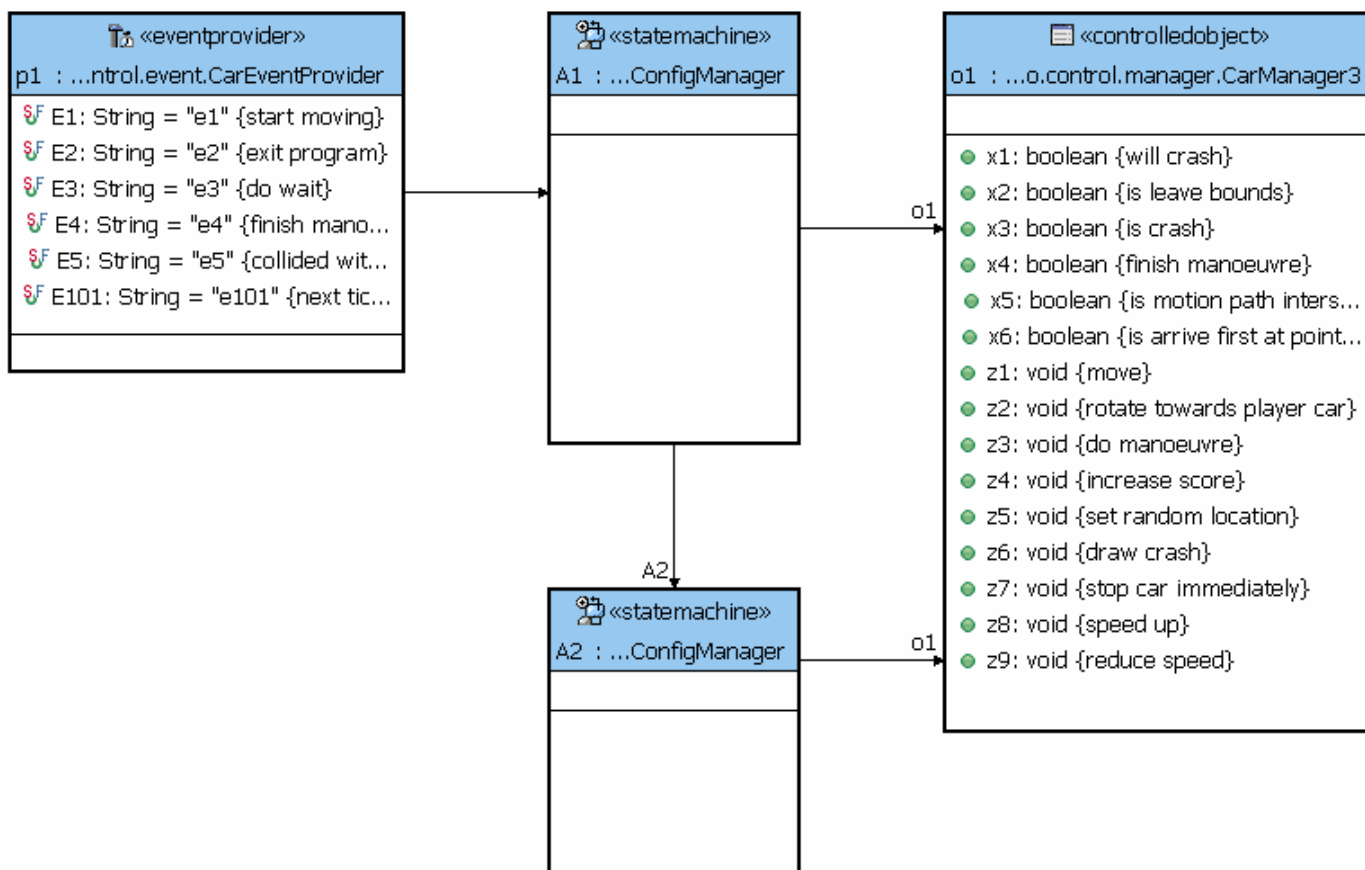 «eventprovider»
p1 : ...ntrol.event.CarEventProvider
E1: String = "e1" {start moving}
E2: String = "e2" {exit program}
E3: String = "e3" {do wait}
E4: String = "e4" {finish mano...
E5: String = "e5" {collided wit...
E101: String = "e101" {next tic...
«statemachine»
A1 : ...ConfigManager
o1
A2
«statemachine»
A2 : ...ConfigManager
o1
«controlledobject»
o1 : ...o.control.manager.CarManager3
x1: boolean {will crash}
x2: boolean {is leave bounds}
x3: boolean {is crash}
x4: boolean {finish manoeuvre}
x5: boolean {is motion path inters...
x6: boolean {is arrive first at point...
z1: void {move}
z2: void {rotate towards player car}
z3: void {do manoeuvre}
z4: void {increase score}
z5: void {set random location}
z6: void {draw crash}
z7: void {stop car immediately}
z8: void {speed up}
z9: void {reduce speed}